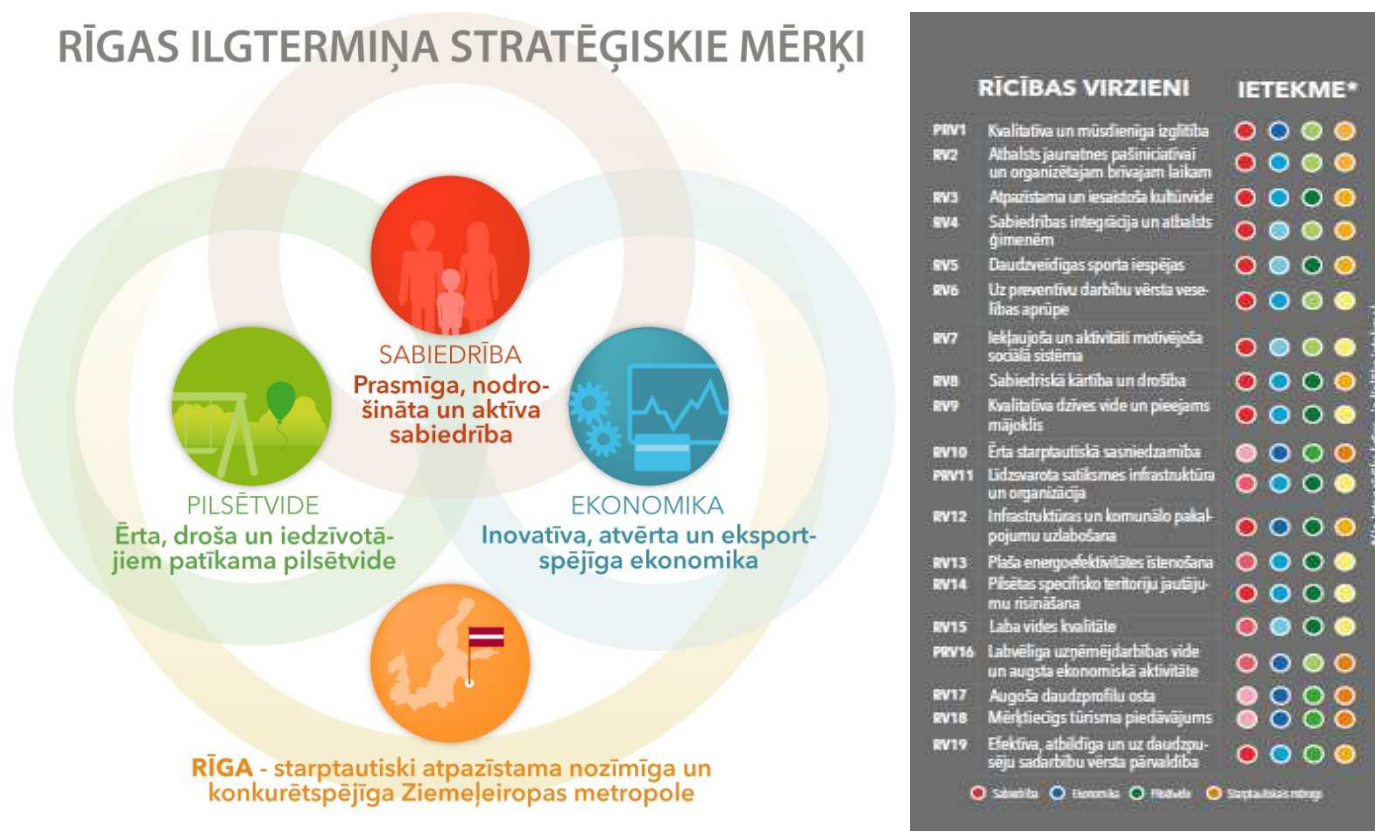 RĪGAS ILGTERMIŅA STRATĒĢISKIE MĒRĶI
SABIEDRĪBA
Prasmīga, nodro-
šināta un aktīva
sabiedrība
PILSĒTVIDE
Ērta, droša un iedzīvotā-
jiem patīkama pilsētvide
EKONOMIKA
Inovatīva, atvērta un eksport-
spējīga ekonomika
RĪGA - starptautiski atpazīstama nozīmīga un
konkurētspējīga Ziemeļeiropas metropole
RĪCĪBAS VIRZIENI IETEKME*
PRV1 Kvalitatīva un mūsdienīga izglītība
RV2 Atbalsts jaunatnes pašiniciatīvai
un organizētajam brīvajam laikam
RV3 Atpazīstama un iesaistoša kultūrvide
RV4 Sabiedrības integrācija un atbalsts
ģimenēm
RV5 Daudzveidīgas sporta iespējas
RV6 Uz preventīvu darbību vērsta vese-
lības aprūpe
RV7 Iekļaujoša un aktivitāti motivējoša
sociālā sistēma
RV8 Sabiedriskā kārtība un drošība
RV9 Kvalitatīva dzīves vide un pieejams
mājoklis
RV10 Ērta starptautiskā sasniedzamība
PRV11 Līdzsvarota satiksmes infrastruktūra
un organizācija
RV12 Infrastruktūras un komunālo pakal-
pojumu uzlabošana
RV13 Plaša energoefektivitātes īstenošana
RV14 Pilsētas specifisko teritoriju jautāju-
mu risināšana
RV15 Laba vides kvalitāte
PRV16 Labvēlīga uzņēmējdarbības vide
un augsta ekonomiskā aktivitāte
RV17 Augoša daudzprofilu osta
RV18 Mērķtiecīgs tūrisma piedāvājums
RV19 Efektīva, atbildīga un uz daudzpu-
sēju sadarbību vērsta pārvaldība
Sabiedrība Ekonomika Pilsētvide Starptautiskais mērogs